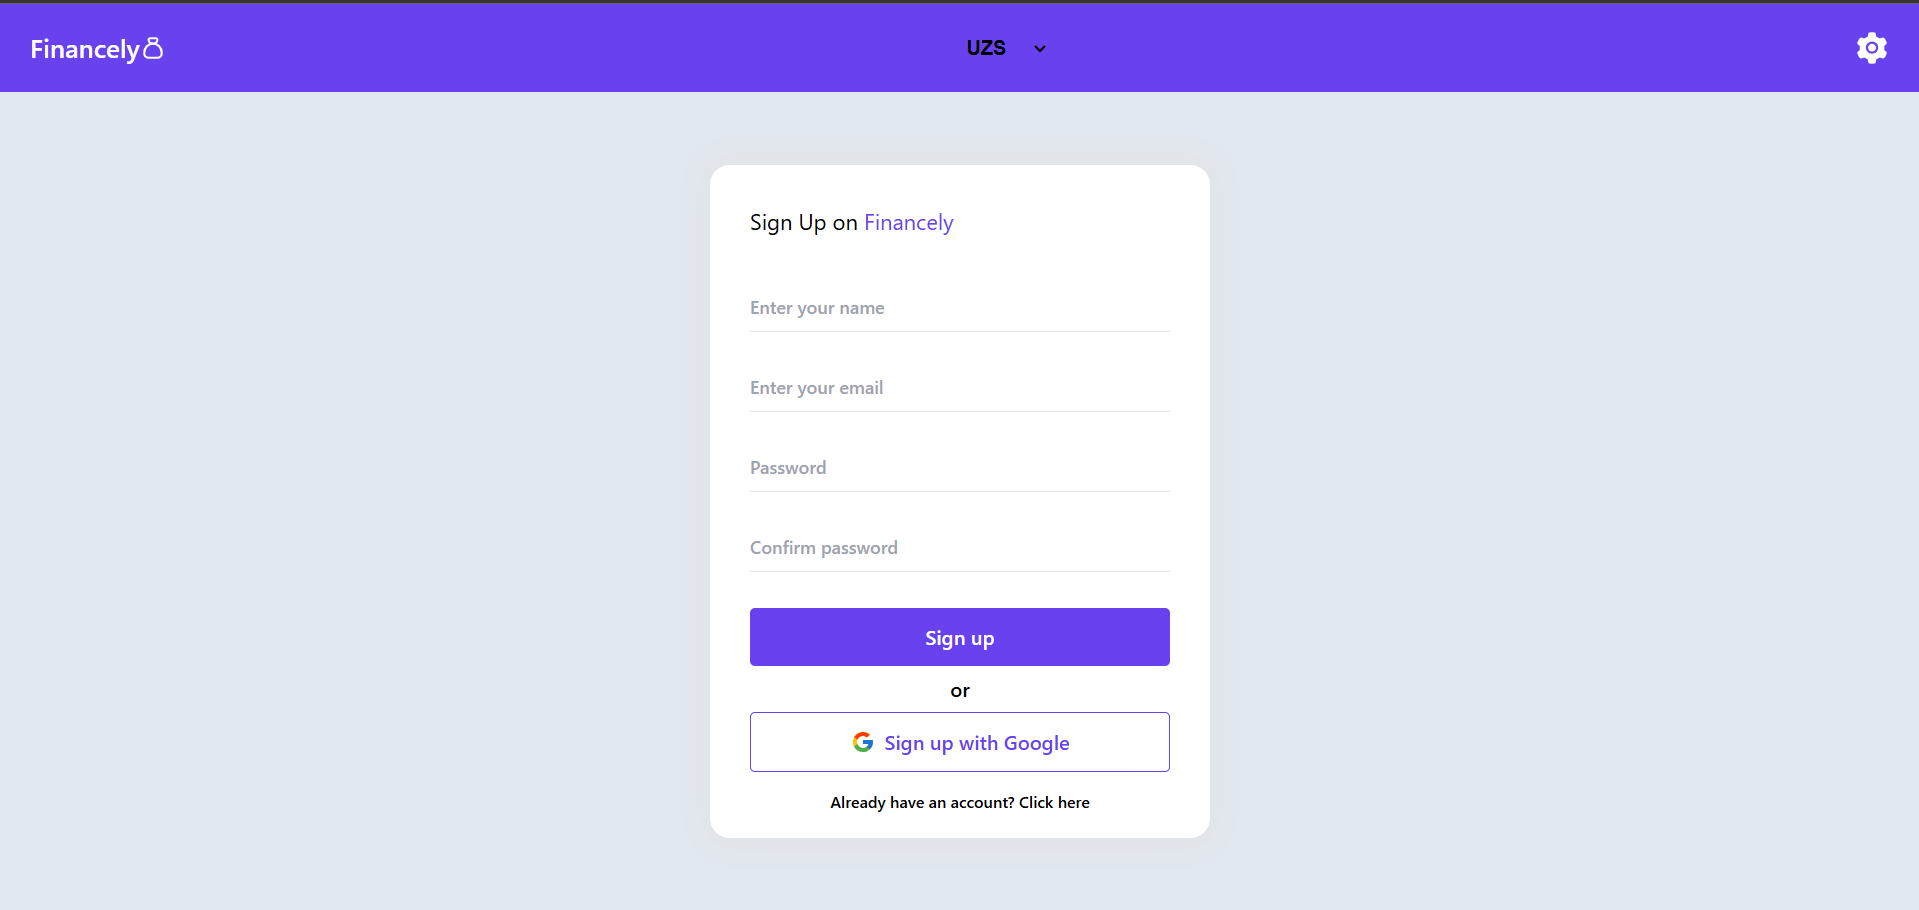 Financely
UZS
Sign Up on Financely
Enter your name
Enter your email
Password
Confirm password
Sign up
or
Sign up with Google
Already have an account? Click here